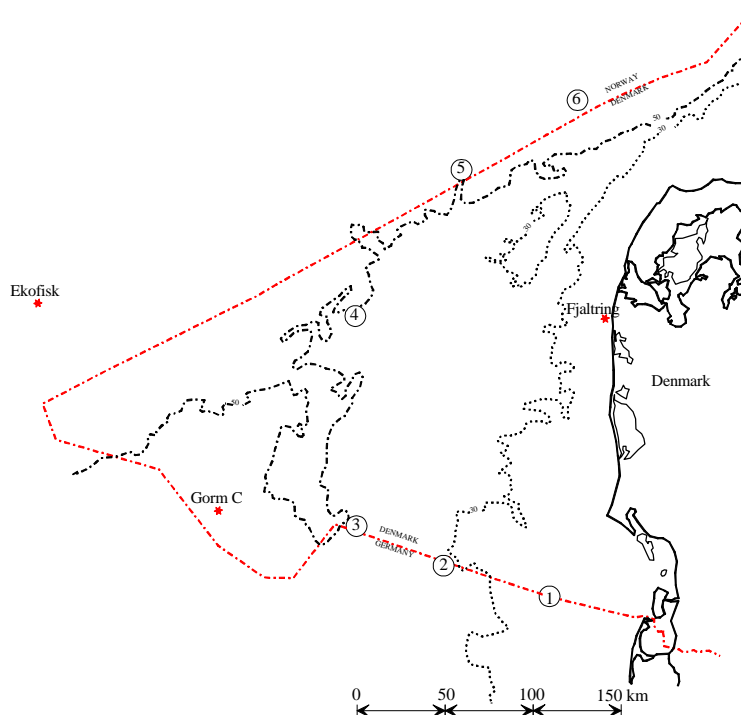 6
NORWAY
DENMARK
50
30
5
30
Ekofisk
4
Fjaltring
Denmark
50
Gorm C
30
3
DENMARK
GERMANY
2
1
0 50 100 150 km